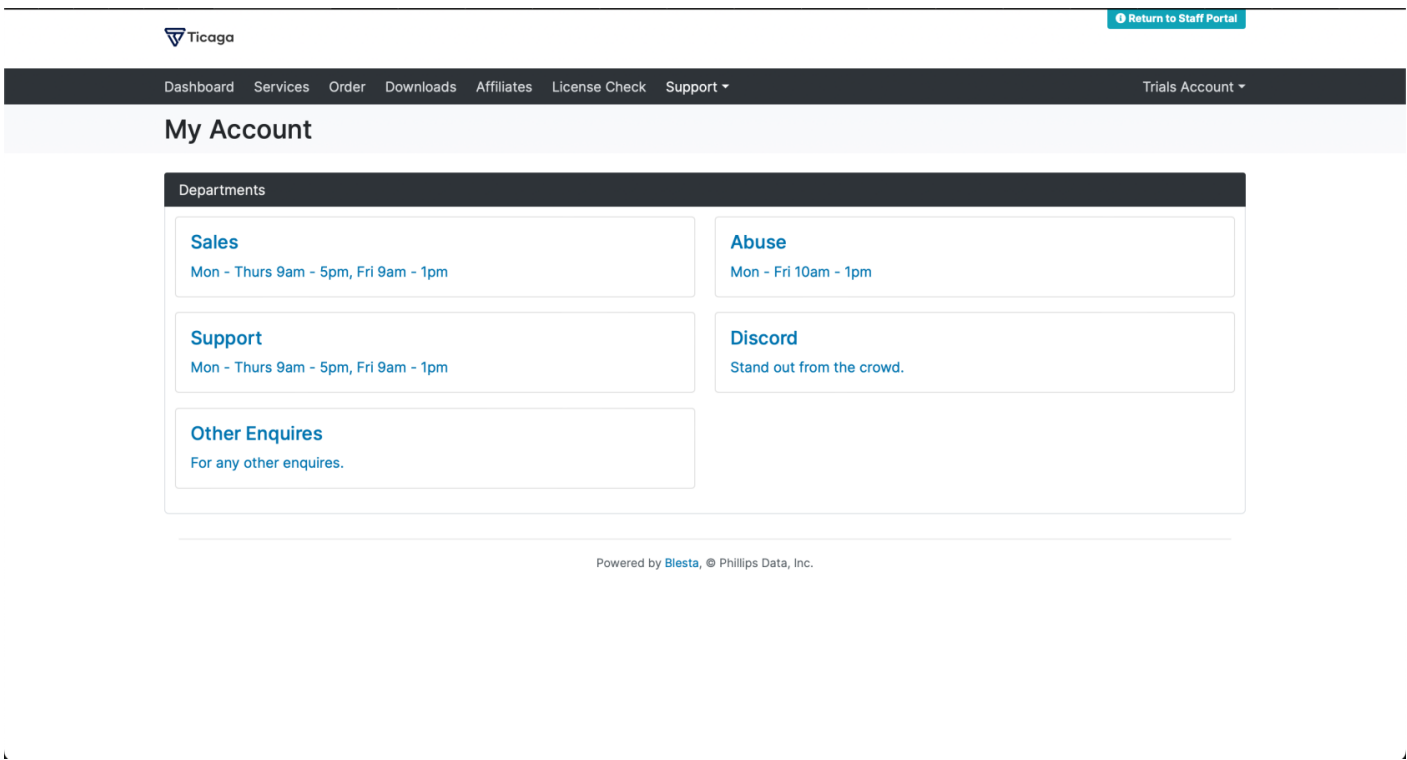 Return to Staff Portal
Ticaga
Dashboard Services Order Downloads Affiliates License Check Support Trials Account
My Account
Departments
Sales
Mon - Thurs 9am - 5pm, Fri 9am - 1pm
Abuse
Mon - Fri 10am - 1pm
Support
Mon - Thurs 9am - 5pm, Fri 9am - 1pm
Discord
Stand out from the crowd.
Other Enquires
For any other enquires.
Powered by Blesta, © Phillips Data, Inc.